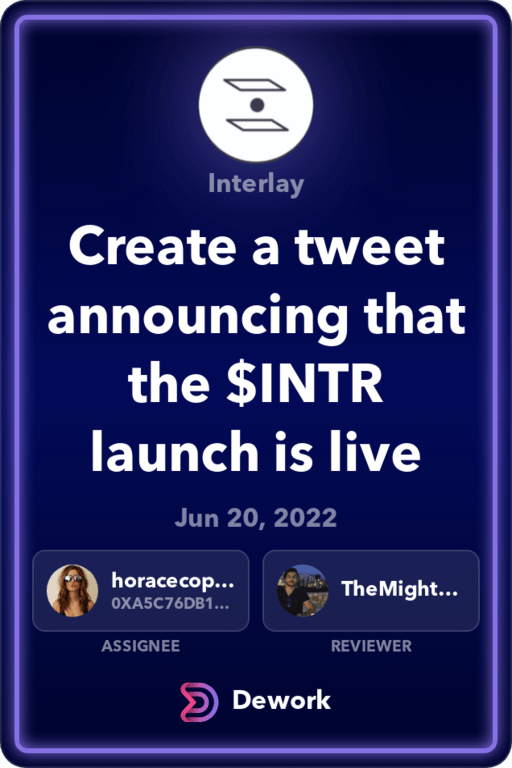 Interlay
Create a tweet
announcing that
the $INTR
launch is live
Jun 20, 2022
horacecop...
0XA5C76DB1...
TheMight...
ASSIGNEE
REVIEWER
Dework